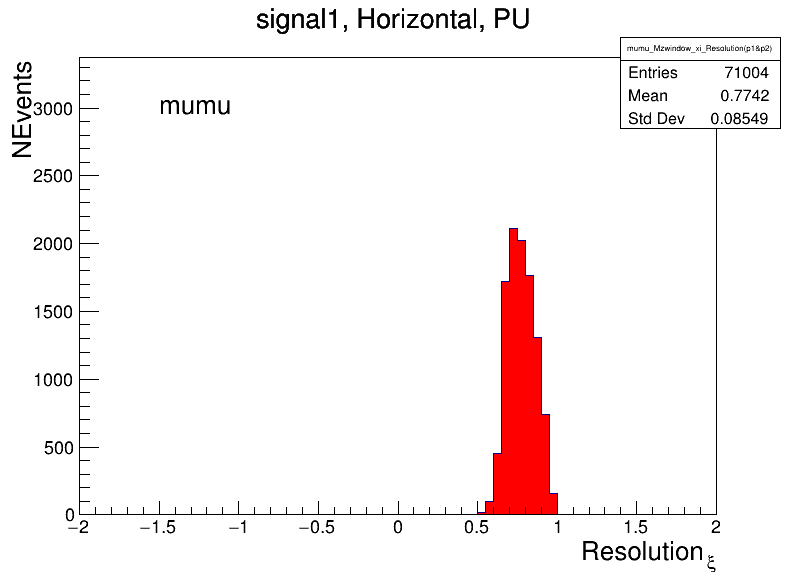 signal1, Horizontal, PU
mumu_Mzwindow_xi_Resolution(p1&p2)
Entries 71004
Mean 0.7742
Std Dev 0.08549
NEvents
mumu
3000
2500
2000
1500
1000
500
0
−2 −1.5 −1 −0.5 0 0.5 1 1.5 2
Resolution ξ